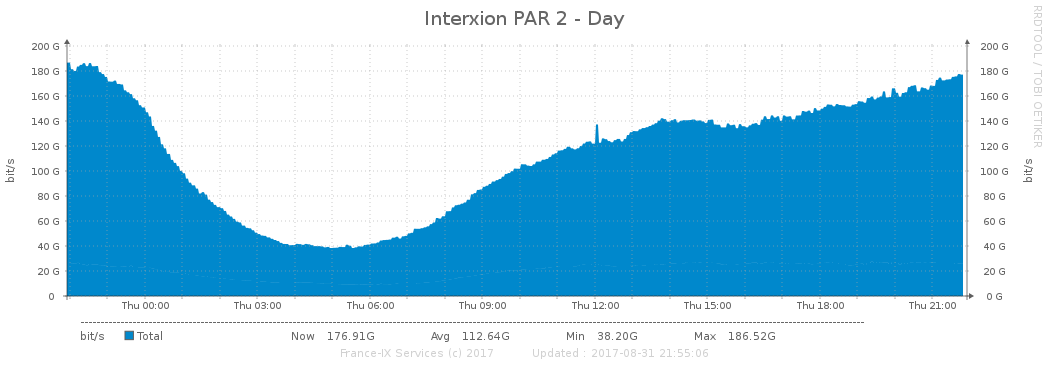 Interxion PAR 2 - Day
RRDTOOL / TOBI OETIKER
200 G 200 G
180 G 180 G
160 G 160 G
140 G 140 G
120 G 120 G
100 G 100 G
80 G 80 G
60 G 60 G
40 G 40 G
20 G 20 G
0 0 G
bit/s
bit/s
Thu 00:00 Thu 03:00 Thu 06:00 Thu 09:00 Thu 12:00 Thu 15:00 Thu 18:00 Thu 21:00
bit/s Total Now 176.91G Avg 112.64G Min 38.20G Max 186.52G
France-IX Services (c) 2017 Updated : 2017-08-31 21:55:06